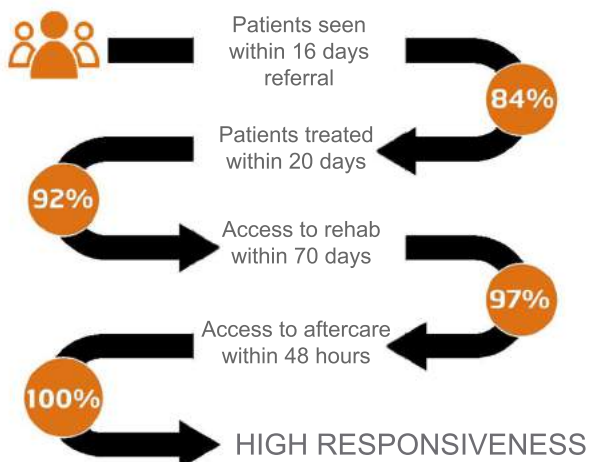 Patients seen
within 16 days
referral
84%
Patients treated
within 20 days
92%
Access to rehab
within 70 days
97%
Access to aftercare
within 48 hours
100%
HIGH RESPONSIVENESS